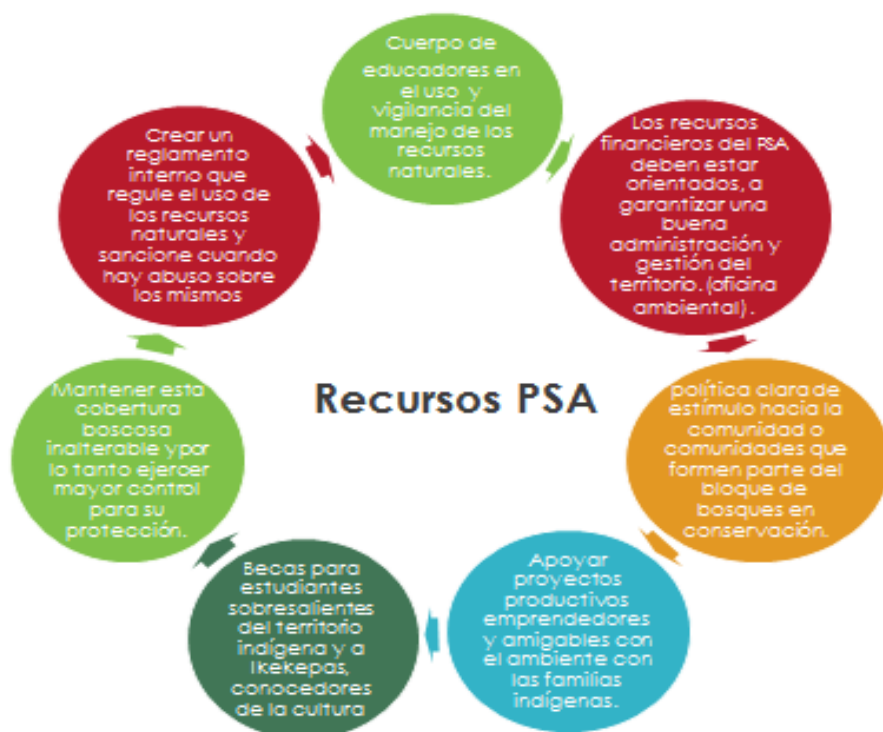 Cuerpo de
educadores en
el uso y
vigilancia del
manejo de los
recursos
naturales.
Los recursos
financieros del PSA
deben estar
orientados, a
garantizar una
buena
administración y
gestión del
territorio. (oficina
ambiental) .
política clara de
estímulo hacia la
comunidad o
comunidades que
formen parte del
bloque de
bosques en
conservación.
Apoyar
proyectos
productivos
emprendedores
y amigables con
el ambiente con
las familias
indígenas.
Becas para
estudiantes
sobresalientes
del territorio
indígena y a
Ikekepas,
conocedores
de la cultura
Mantener esta
cobertura
boscosa
inalterable ypor
lo tanto ejercer
mayor control
para su
protección.
Crear un
reglamento
interno que
regule el uso de
los recursos
naturales y
sancione cuando
hay abuso sobre
los mismos
Recursos PSA